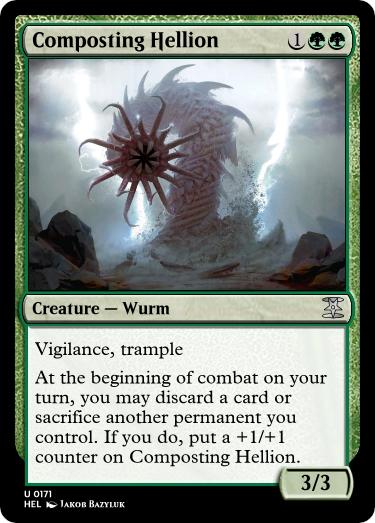 Composting Hellion 1
Creature — Wurm
Vigilance, trample
At the beginning of combat on your
turn, you may discard a card or
sacrifice another permanent you
control. If you do, put a +1/+1
counter on Composting Hellion.
3/3
U 0171
HEL Jakob Bazyluk